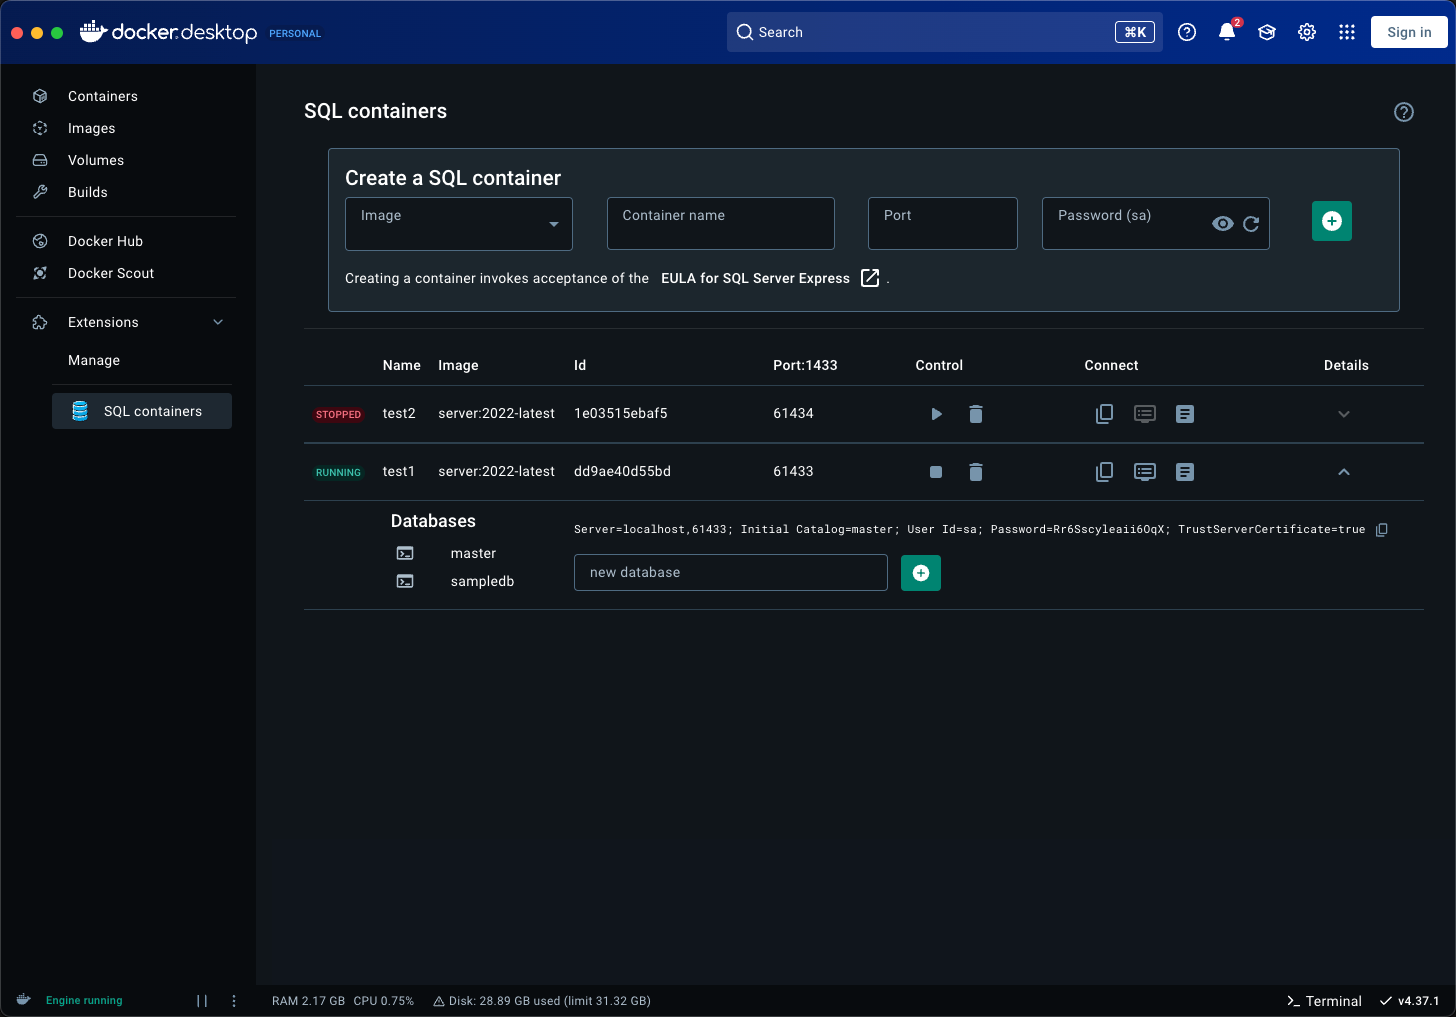 docker.desktop PERSONAL
Search
⌘K
2
Sign in
Containers
Images
Volumes
Builds
Docker Hub
Docker Scout
Extensions
Manage
SQL containers
SQL containers
Create a SQL container
Image
Container name
Port
Password (sa)
Creating a container invokes acceptance of the EULA for SQL Server Express .
Name Image Id Port:1433 Control Connect Details
STOPPED test2 server:2022-latest 1e03515ebaf5 61434
RUNNING test1 server:2022-latest dd9ae40d55bd 61433
Databases
Server=localhost,61433; Initial Catalog=master; User Id=sa; Password=Rr6Sscyleaii6OqX; TrustServerCertificate=true
master
new database
sampledb
Engine running
RAM 2.17 GB CPU 0.75% Disk: 28.89 GB used (limit 31.32 GB)
Terminal
v4.37.1